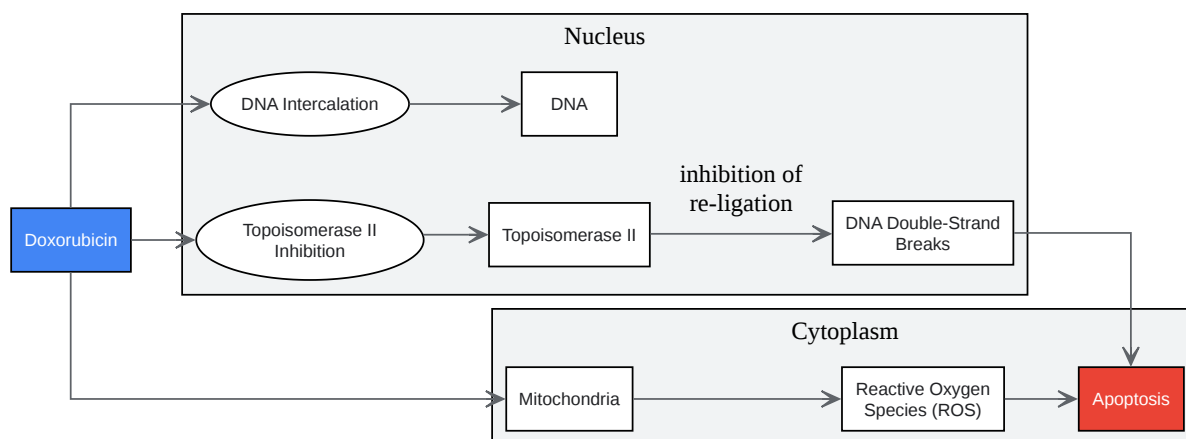 Nucleus
DNA Intercalation
DNA
inhibition of
re-ligation
Doxorubicin
Topoisomerase II
Inhibition
Topoisomerase II
DNA Double-Strand
Breaks
Cytoplasm
Mitochondria
Reactive Oxygen
Species (ROS)
Apoptosis